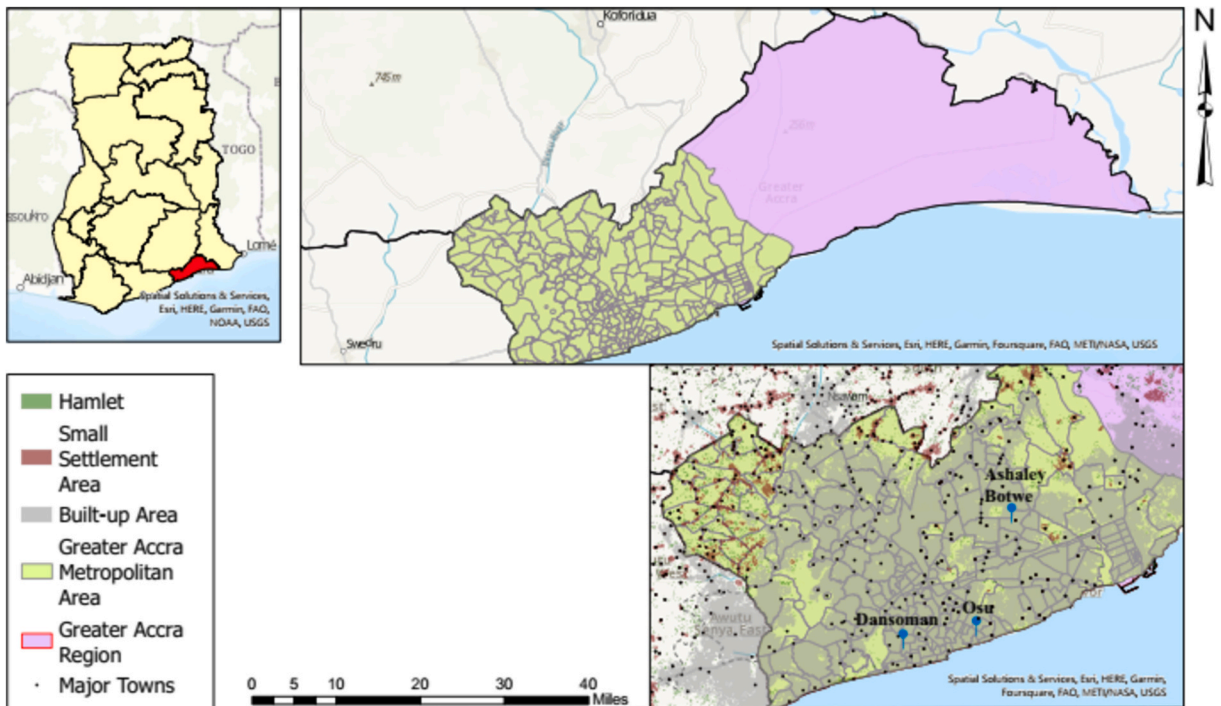 TOGO
Lomé
Abidjan
Spatial Solutions & Services,
Esri, HERE, Garmin, FAO,
NOAA, USGS
Koforidua
745 m
Greater
Accra
Swedru
Spatial Solutions & Services, Esri, HERE, Garmin, Foursquare, FAO, METI/NASA, USGS
N
Hamlet
Small
Settlement
Area
Built-up Area
Greater Accra
Metropolitan
Area
Greater Accra
Region
Major Towns
0 5 10 20 30 40
Miles
Nsawam
Ashaley
Botwe
Osu
Dansoman
Awutu
Senya East
Spatial Solutions & Services, Esri, HERE, Garmin,
Foursquare, FAO, METI/NASA, USGS